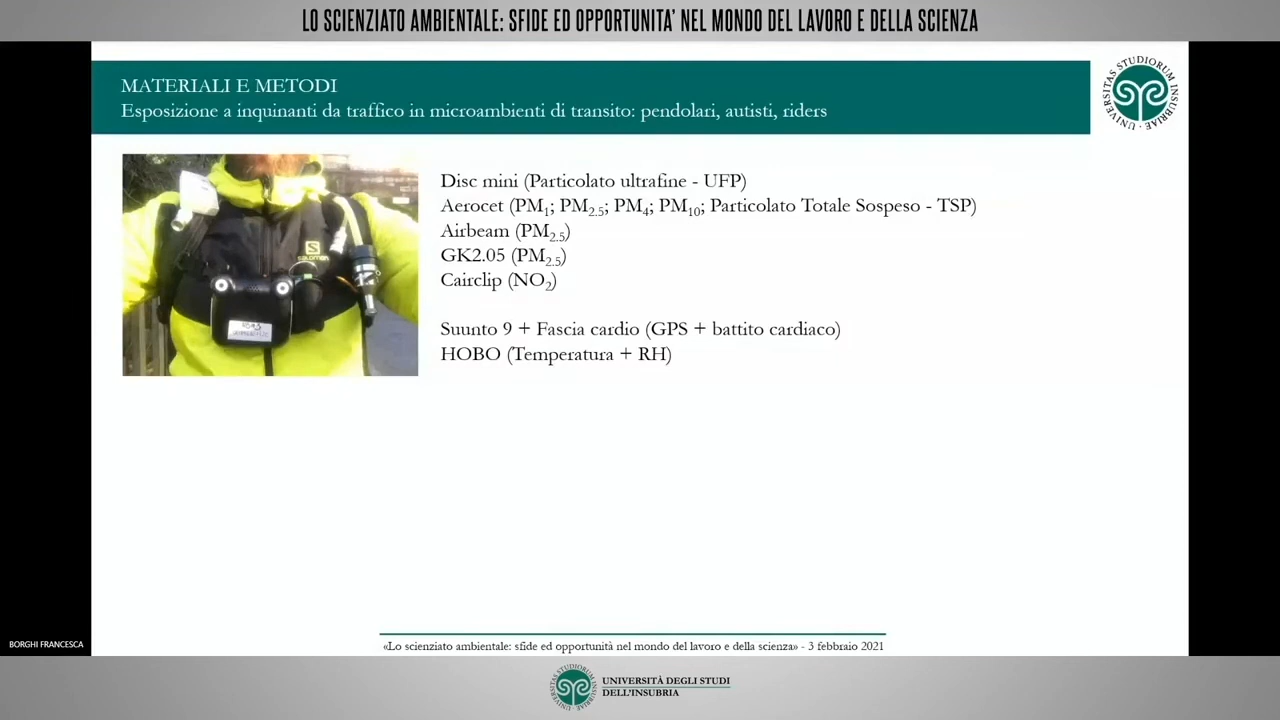 LO SCIENZIATO AMBIENTALE: SFIDE ED OPPORTUNITA' NEL MONDO DEL LAVORO E DELLA SCIENZA
MATERIALI E METODI
Esposizione a inquinanti da traffico in microambienti di transito: pendolari, autisti, riders
UNIVERSITAS STUDIORUM INSUBRIAE
S
SALOMON
Disc mini (Particolato ultrafine - UFP)
Aerocet (PM1; PM2.5; PM4; PM10; Particolato Totale Sospeso - TSP)
Airbeam (PM2.5)
GK2.05 (PM2.5)
Cairclip (NO2)
Suunto 9 + Fascia cardio (GPS + battito cardiaco)
HOBO (Temperatura + RH)
BORGHI FRANCESCA
«Lo scienziato ambientale: sfide ed opportunità nel mondo del lavoro e della scienza» - 3 febbraio 2021
UNIVERSITAS STUDIORUM INSUBRIAE
UNIVERSITÀ DEGLI STUDI
DELL'INSUBRIA